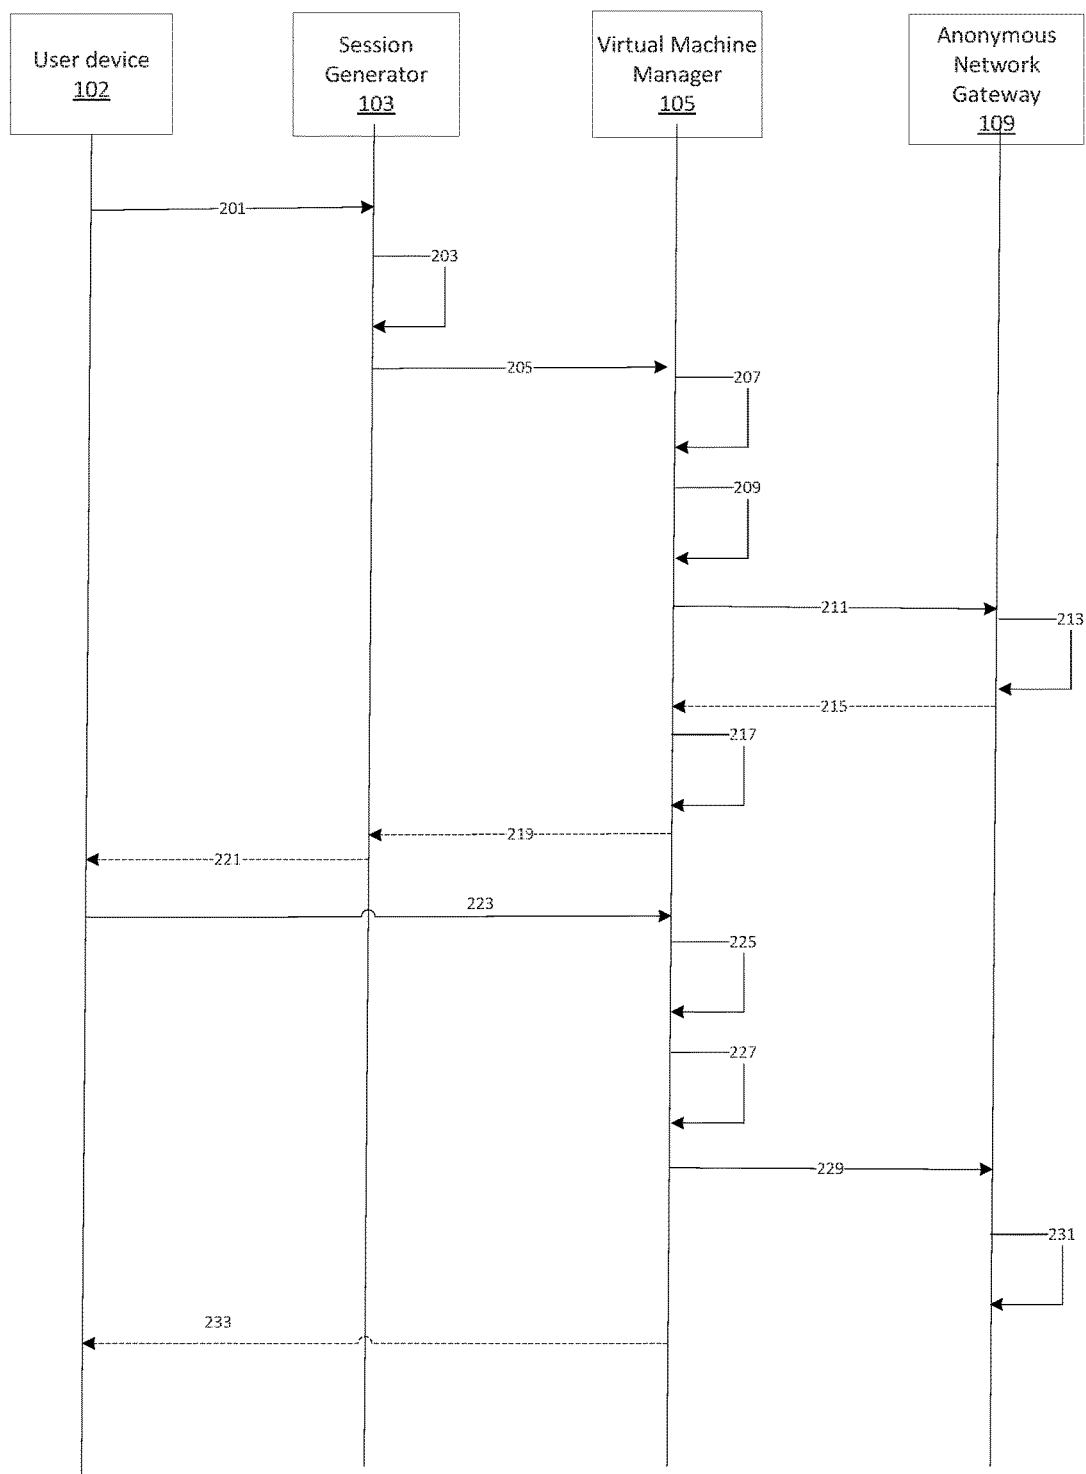 User device
102
Session
Generator
103
Virtual Machine
Manager
105
Anonymous
Network
Gateway
109
201
203
205
207
209
211
213
215
217
219
221
223
225
227
229
231
233